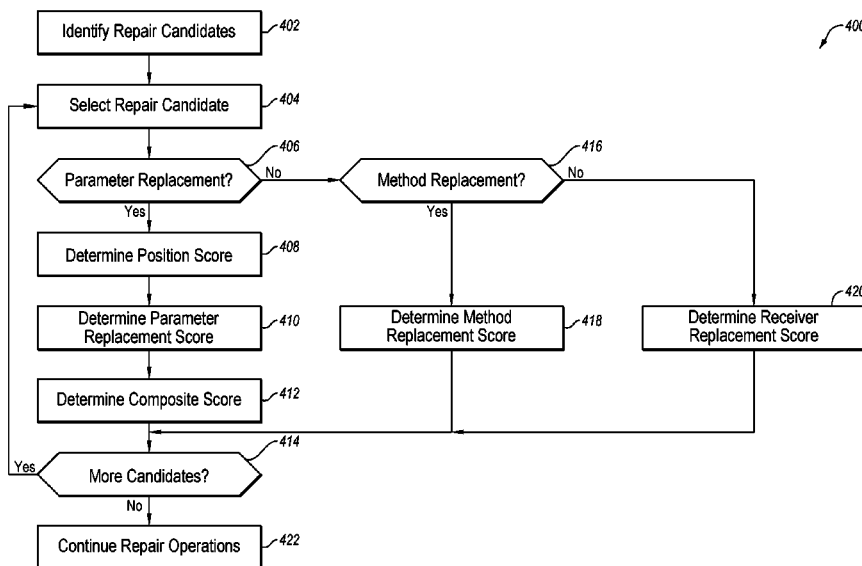 Identify Repair Candidates
402
400
Select Repair Candidate
404
406
416
Parameter Replacement?
No
Method Replacement?
No
Yes
Yes
Determine Position Score
408
420
Determine Parameter
Replacement Score
410
Determine Method
Replacement Score
418
Determine Receiver
Replacement Score
Determine Composite Score
412
414
Yes
More Candidates?
No
Continue Repair Operations
422